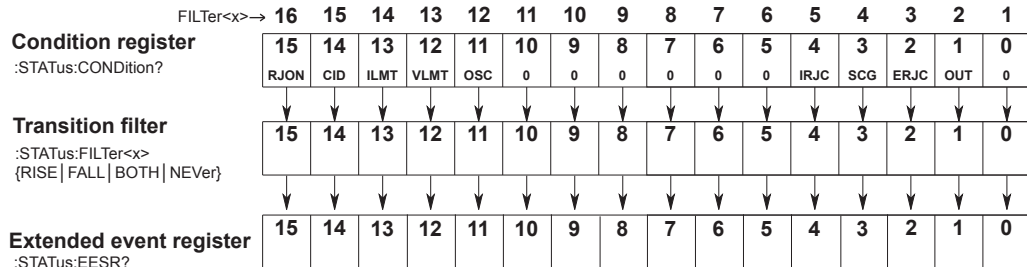 FILTer<x>→ 16 15 14 13 12 11 10 9 8 7 6 5 4 3 2 1
Condition register 15 14 13 12 11 10 9 8 7 6 5 4 3 2 1 0
:STATus:CONDition? RJON CID ILMT VLMT OSC 0 0 0 0 0 0 IRJC SCG ERJC OUT 0
Transition filter 15 14 13 12 11 10 9 8 7 6 5 4 3 2 1 0
:STATus:FILTer<x>
{RISE|FALL|BOTH|NEVer}
Extended event register 15 14 13 12 11 10 9 8 7 6 5 4 3 2 1 0
:STATus:EESR?